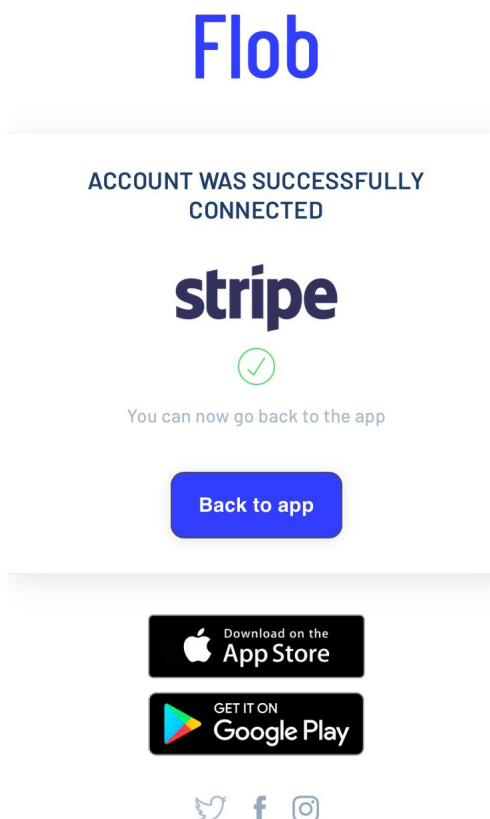 Flob
ACCOUNT WAS SUCCESSFULLY
CONNECTED
stripe
You can now go back to the app
Back to app
Download on the
App Store
GET IT ON
Google Play